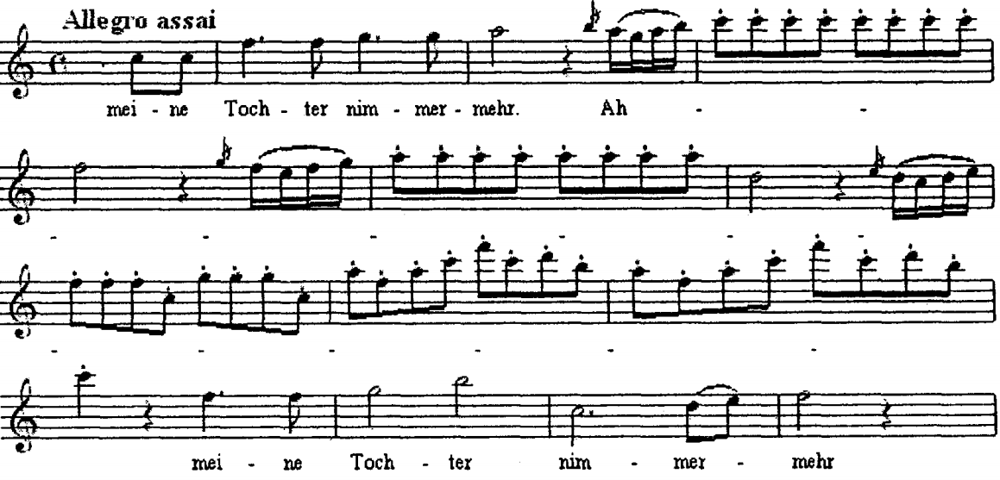 Allegro assai
mei - ne Toch - ter nim - mer - mehr. Ah - -
- - - - - -
- - - - - -
mei - ne Toch - ter nim - mer - mehr